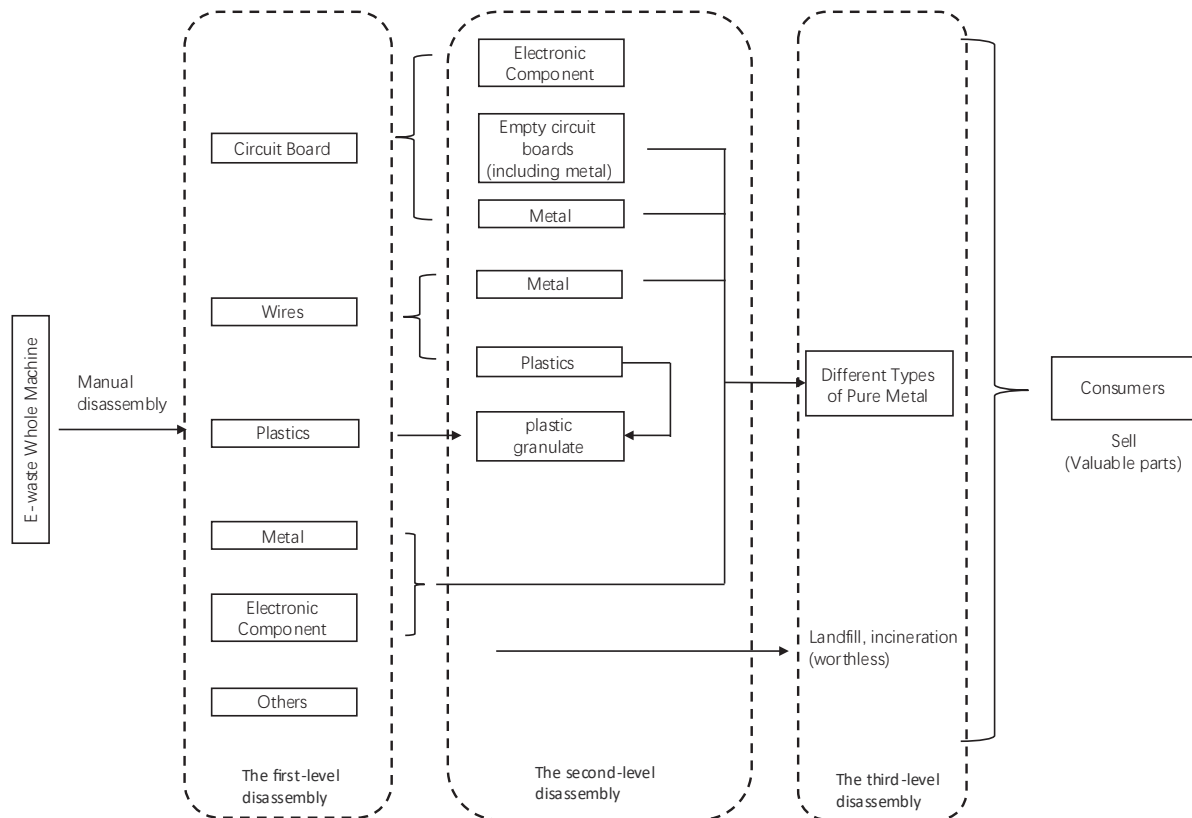 E-waste Whole Machine
Manual
disassembly
Circuit Board
Wires
Plastics
Metal
Electronic
Component
Others
The first-level
disassembly
Electronic
Component
Empty circuit
boards
(including metal)
Metal
Metal
Plastics
plastic
granulate
The second-level
disassembly
Different Types
of Pure Metal
Landfill, incineration
(worthless)
The third-level
disassembly
Consumers
Sell
(Valuable parts)